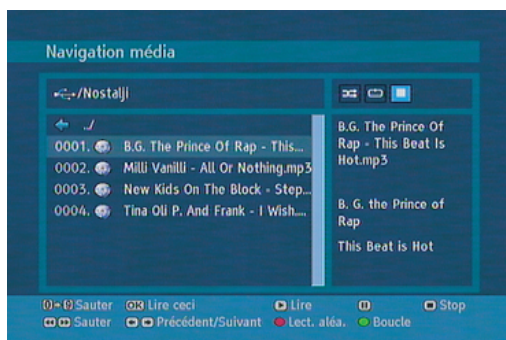 Navigation média
/Nostalji
./
0001. B.G. The Prince Of Rap - This...
0002. Milli Vanilli - All Or Nothing.mp3
0003. New Kids On The Block - Step...
0004. Tina Oli P. And Frank - I Wish....
B.G. The Prince Of
Rap - This Beat Is
Hot.mp3
B. G. the Prince of
Rap
This Beat is Hot
0-9 Sauter OK Lire ceci Lire Stop
Sauter Précédent/Suivant Lect. aléa. Boucle